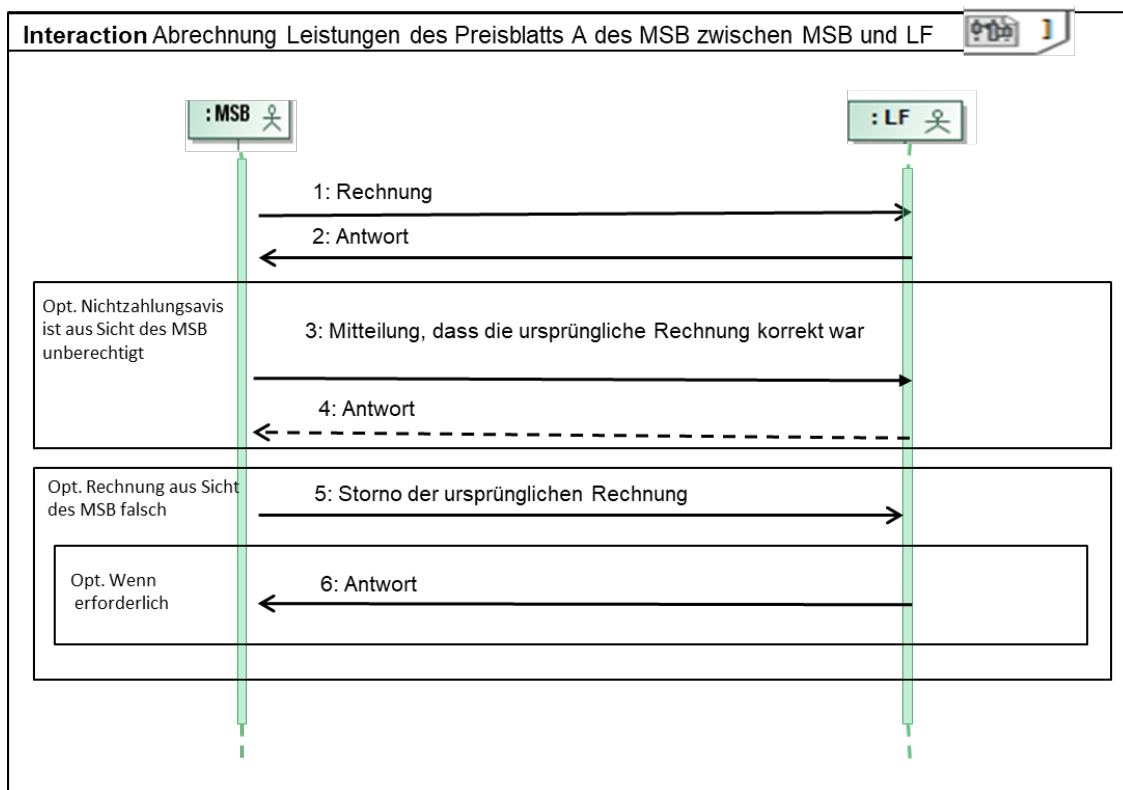 Interaction Abrechnung Leistungen des Preisblatts A des MSB zwischen MSB und LF
: MSB
: LF
1: Rechnung
2: Antwort
Opt. Nichtzahlungsavis
ist aus Sicht des MSB
unberechtigt
3: Mitteilung, dass die ursprüngliche Rechnung korrekt war
4: Antwort
Opt. Rechnung aus Sicht
des MSB falsch
5: Storno der ursprünglichen Rechnung
Opt. Wenn
erforderlich
6: Antwort